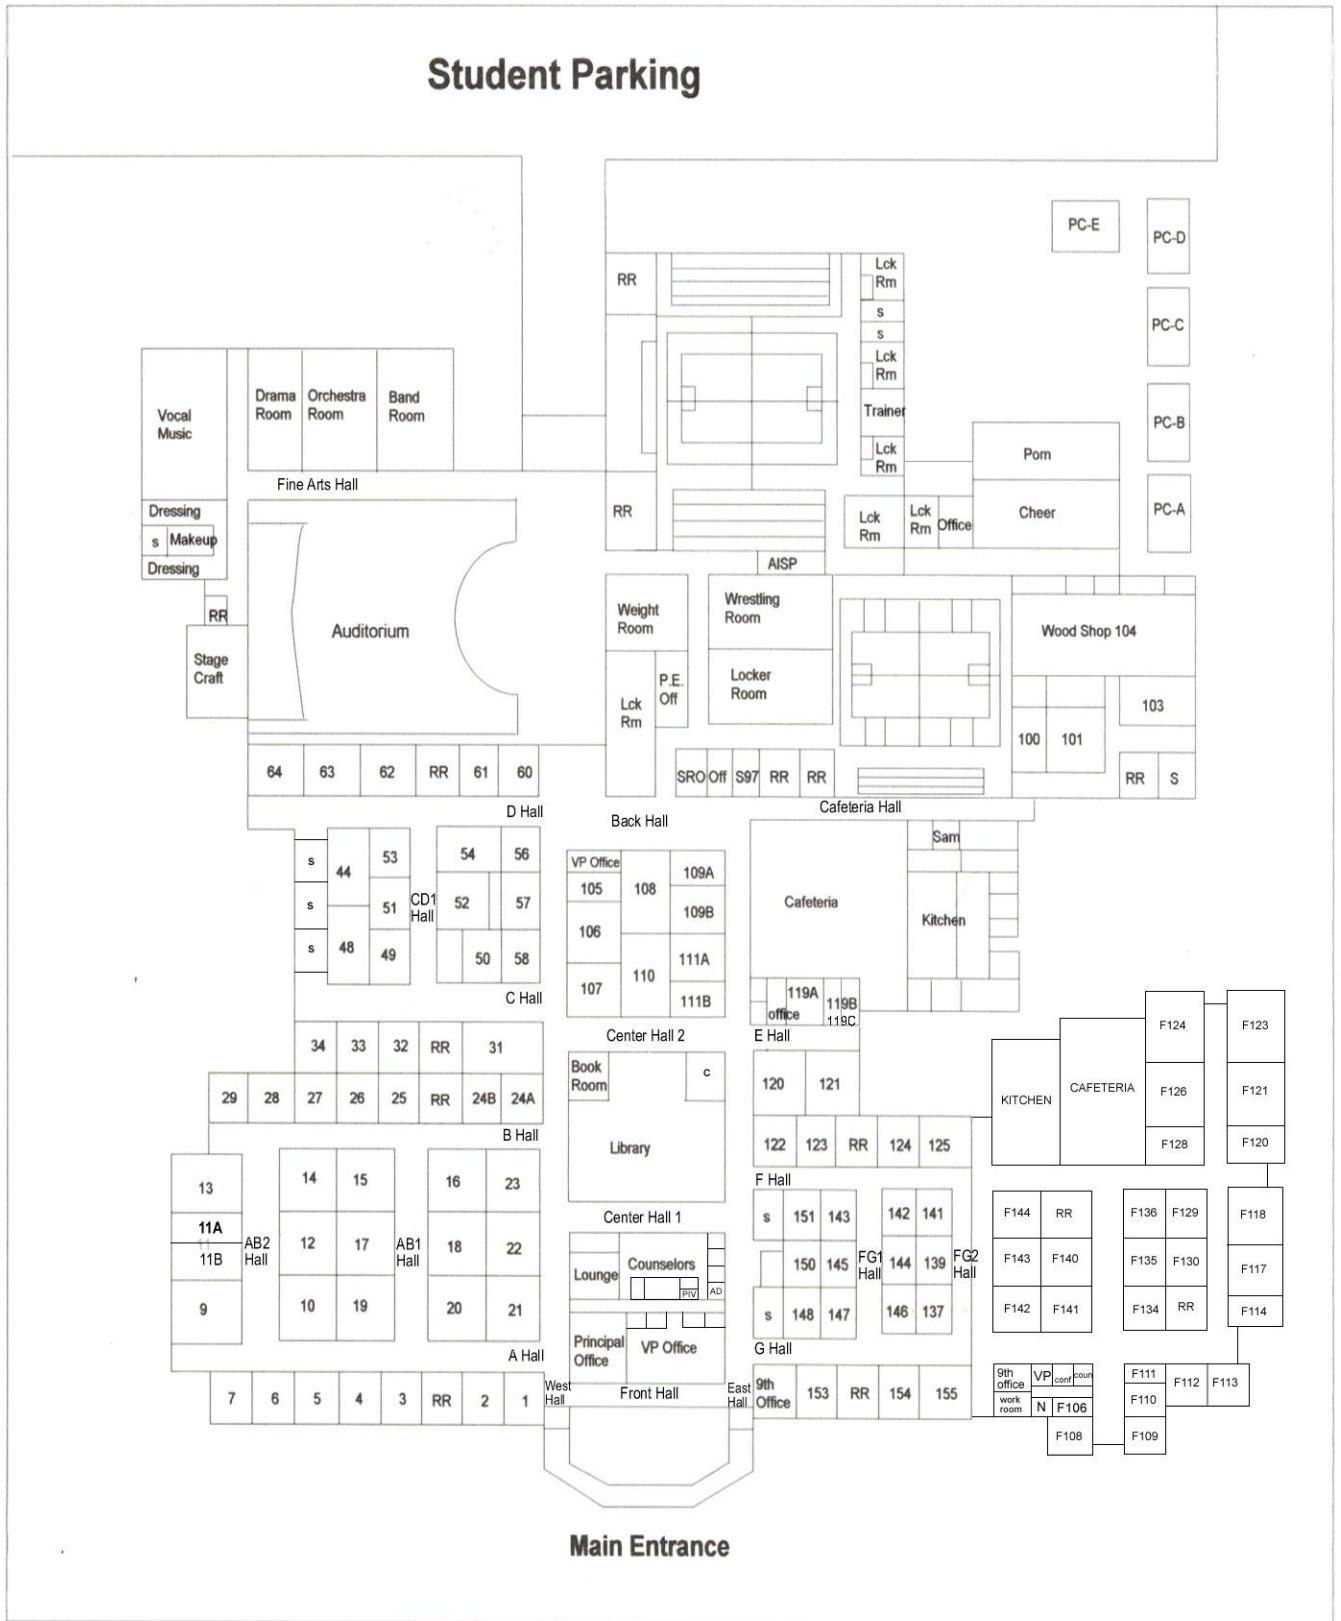 Student Parking
PC-E
PC-D
RR
Lck
Rm
s
s
PC-C
Lck
Rm
Drama
Room
Orchestra
Room
Band
Room
Vocal
Music
Trainer
PC-B
Lck
Rm
Pom
Fine Arts Hall
Dressing
RR
Lck
Rm
Lck
Rm
Office
Cheer
PC-A
s
Makeup
Dressing
AISP
RR
Weight
Room
Wrestling
Room
Auditorium
Wood Shop 104
Stage
Craft
P.E.
Off
Locker
Room
Lck
Rm
103
100
101
64
63
62
RR
61
60
SRO
Off
S97
RR
RR
RR
S
D Hall
Back Hall
Cafeteria Hall
s
44
53
54
56
VP Office
105
108
109A
Sam
s
51
CD1
Hall
52
57
106
109B
Cafeteria
Kitchen
s
48
49
50
58
107
110
111A
111B
119A
office
119B
119C
C Hall
Center Hall 2
E Hall
34
33
32
RR
31
Book
Room
c
120
121
F124
F123
29
28
27
26
25
RR
24B
24A
KITCHEN
CAFETERIA
F126
F121
B Hall
Library
122
123
RR
124
125
F128
F120
13
14
15
16
23
F Hall
11A
11
11B
AB2
Hall
12
17
AB1
Hall
18
22
Center Hall 1
s
151
143
142
141
F144
RR
F136
F129
F118
Lounge
Counselors
PIV
AD
150
145
FG1
Hall
144
139
FG2
Hall
F143
F140
F135
F130
F117
9
10
19
20
21
s
148
147
146
137
F142
F141
F134
RR
F114
A Hall
Principal
Office
VP Office
G Hall
7
6
5
4
3
RR
2
1
West
Hall
Front Hall
East
Hall
9th
Office
153
RR
154
155
9th
office
VP
conf
coun
work
room
N
F106
F108
F111
F110
F109
F112
F113
Main Entrance